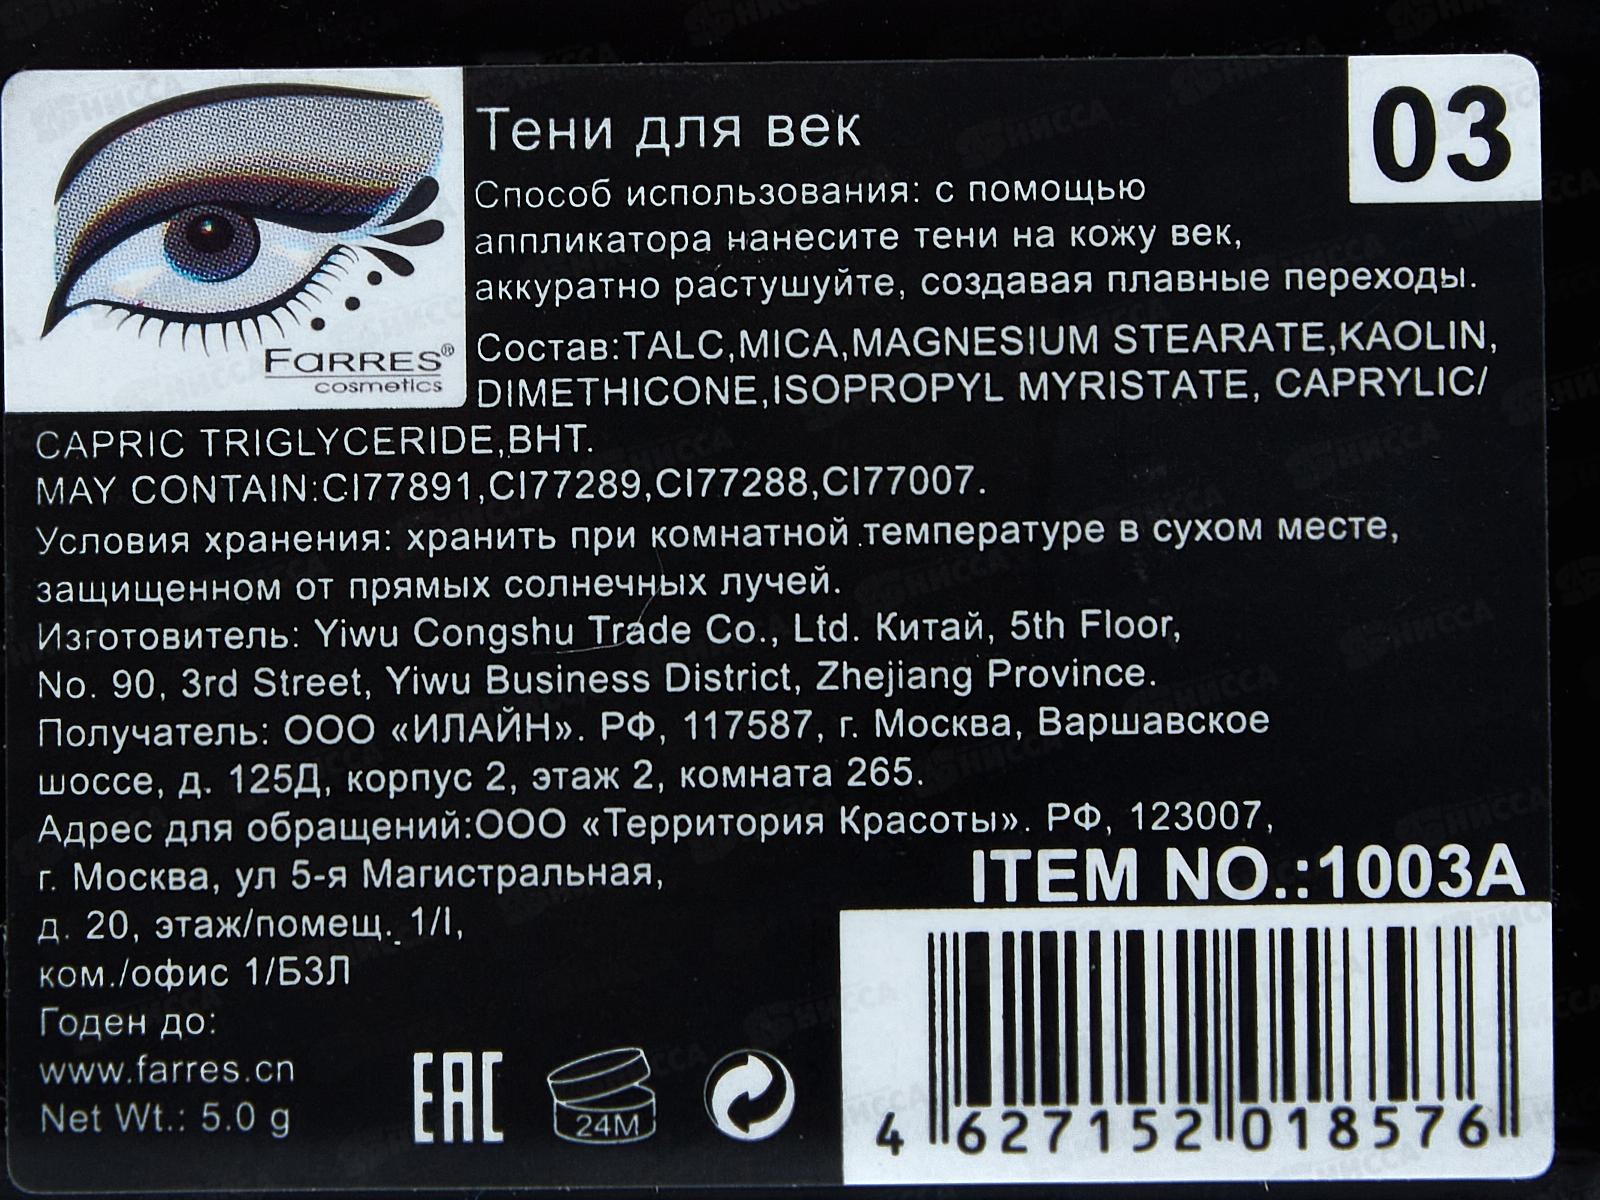 03
Тени для век
Способ использования: с помощью
аппликатора нанесите тени на кожу век,
аккуратно растушуйте, создавая плавные переходы.
FARRES®
cosmetics
Состав:TALC,MICA,MAGNESIUM STEARATE,KAOLIN,
DIMETHICONE,ISOPROPYL MYRISTATE, CAPRYLIC/
CAPRIC TRIGLYCERIDE,BHT.
MAY CONTAIN:CI77891,CI77289,CI77288,CI77007.
Условия хранения: хранить при комнатной температуре в сухом месте,
защищенном от прямых солнечных лучей.
Изготовитель: Yiwu Congshu Trade Co., Ltd. Китай, 5th Floor,
No. 90, 3rd Street, Yiwu Business District, Zhejiang Province.
Получатель: ООО «ИЛАЙН». РФ, 117587, г. Москва, Варшавское
шоссе, д. 125Д, корпус 2, этаж 2, комната 265.
Адрес для обращений:ООО «Территория Красоты». РФ, 123007,
г. Москва, ул 5-я Магистральная,
д. 20, этаж/помещ. 1/I,
ком./офис 1/БЗЛ
ITEM NO.:1003A
Годен до:
www.farres.cn
Net Wt.: 5.0 g
EAC
24M
4 627152 018576